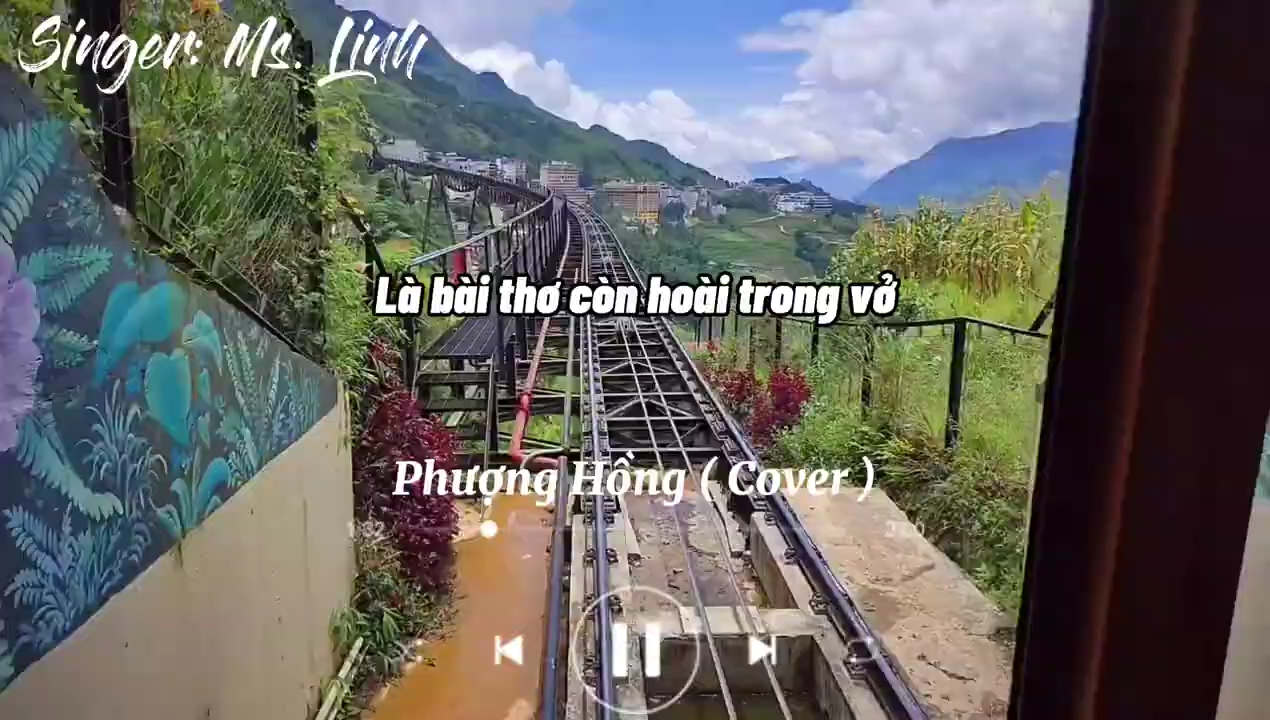 Singer: Ms. Linh
Là bài thơ còn hoài trong vở
Phượng Hồng ( Cover )